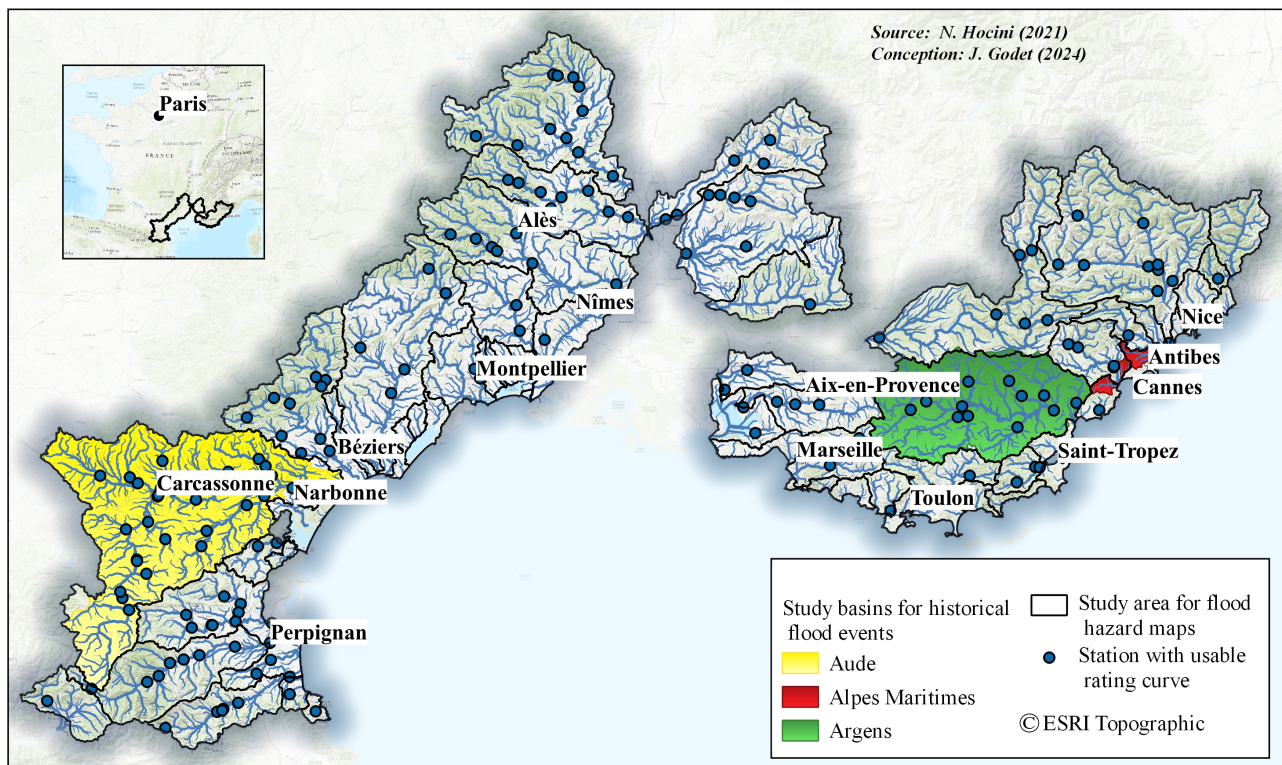 Source: N. Hocini (2021)
Conception: J. Godet (2024)
Paris
FRANCE
Alès
Nîmes
Montpellier
Béziers
Narbonne
Carcassonne
Perpignan
Nice
Antibes
Cannes
Aix-en-Provence
Marseille
Saint-Tropez
Toulon
Study basins for historical
flood events
Aude
Alpes Maritimes
Argens
Study area for flood
hazard maps
Station with usable
rating curve
© ESRI Topographic